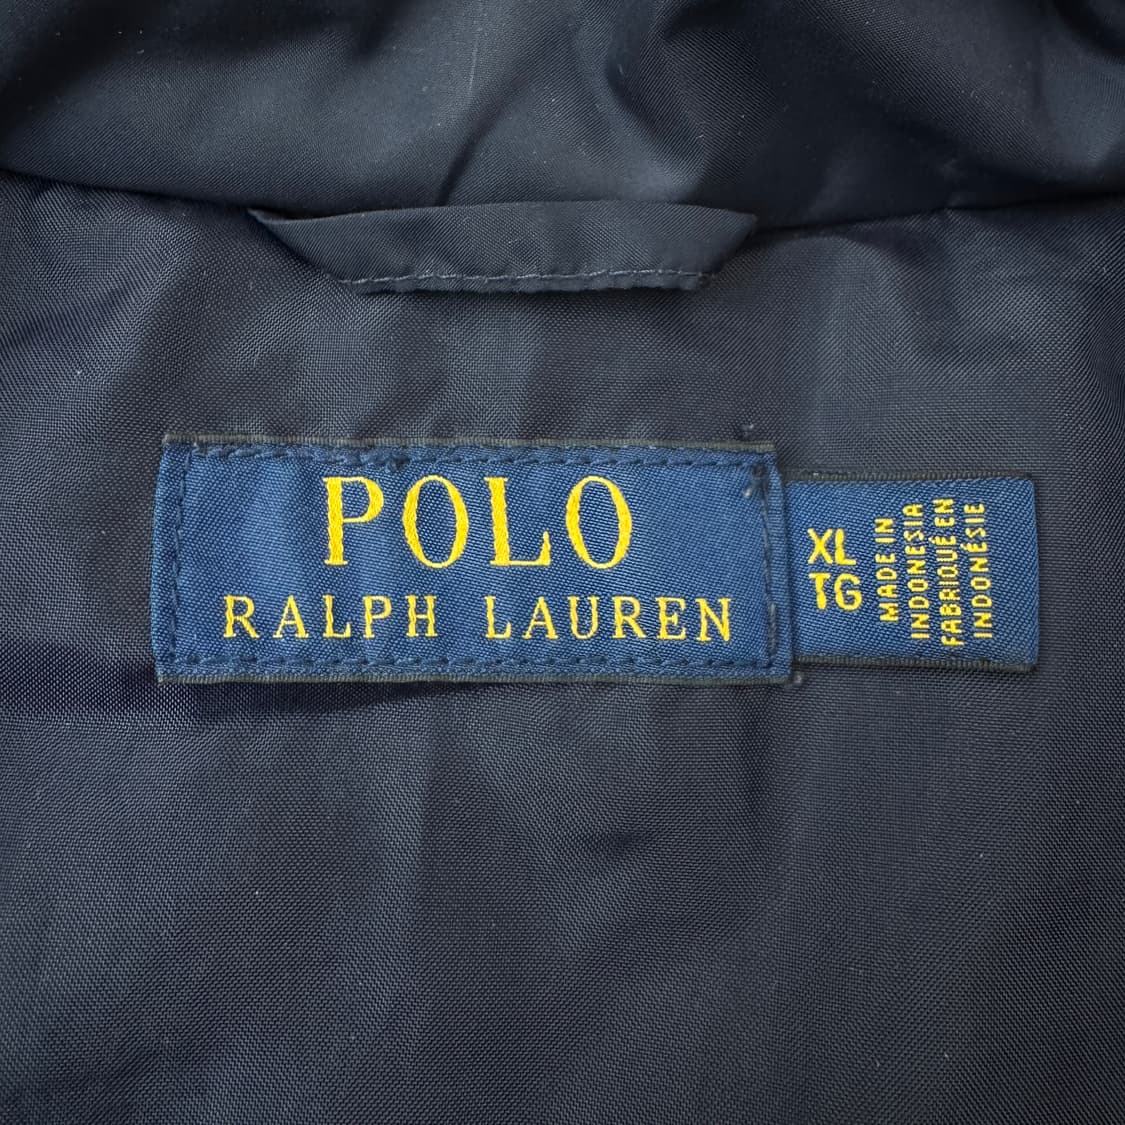 POLO
RALPH LAUREN
XL
TG
MADE IN
INDONESIA
FABRIQUÉ EN
INDONÉSIE